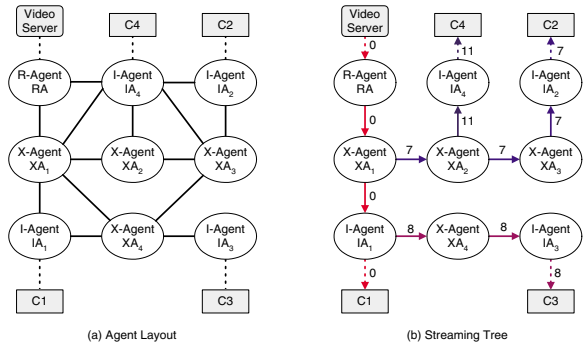 Video
Server
C4
C2
R-Agent
RA
I-Agent
IA4
I-Agent
IA2
X-Agent
XA1
X-Agent
XA2
X-Agent
XA3
I-Agent
IA1
X-Agent
XA4
I-Agent
IA3
C1
C3
(a) Agent Layout
Video
Server
C4
C2
0
11
7
R-Agent
RA
I-Agent
IA4
I-Agent
IA2
0
11
7
X-Agent
XA1
7
X-Agent
XA2
7
X-Agent
XA3
0
I-Agent
IA1
8
X-Agent
XA4
8
I-Agent
IA3
0
8
C1
C3
(b) Streaming Tree